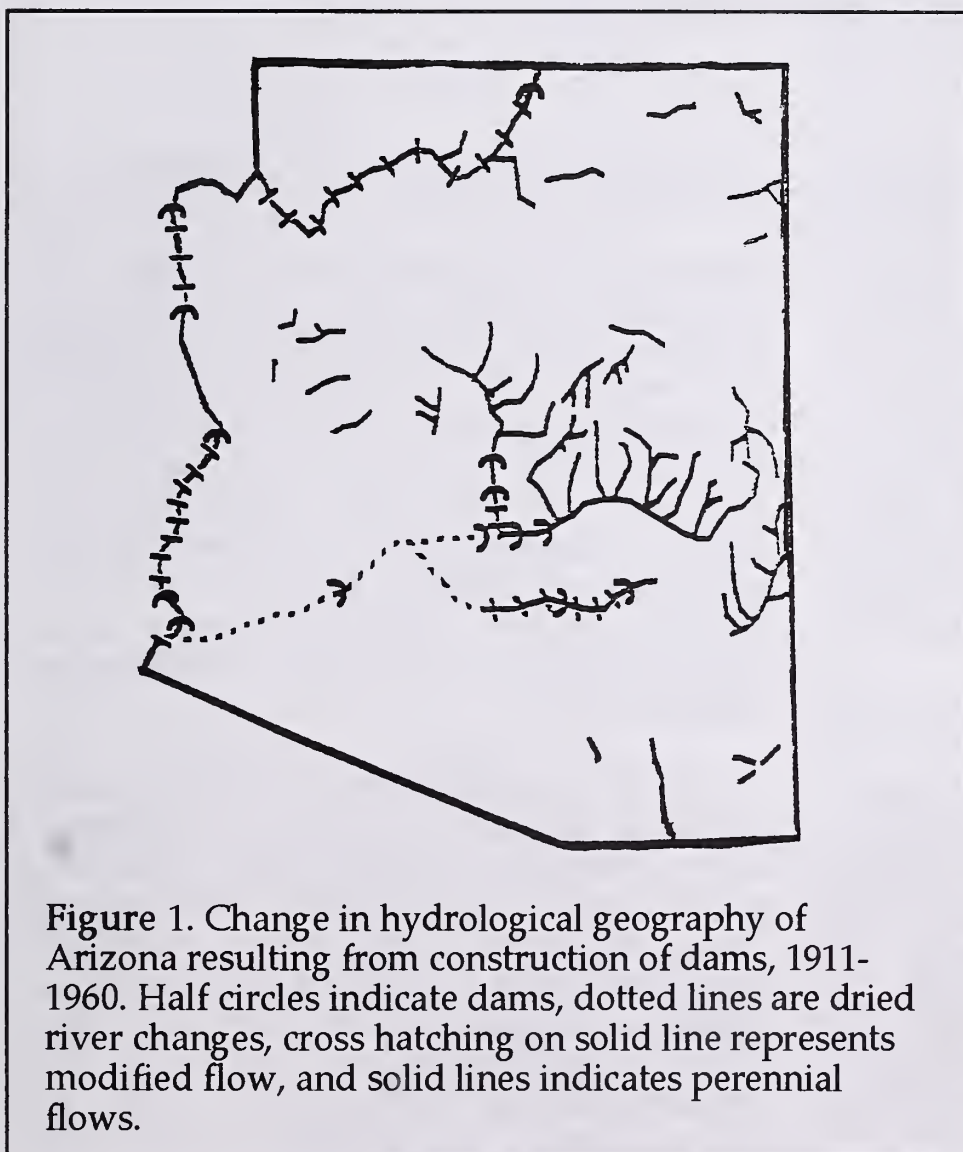 Figure 1. Change in hydrological geography of
Arizona resulting from construction of dams, 1911-
1960. Half circles indicate dams, dotted lines are dried
river changes, cross hatching on solid line represents
modified flow, and solid lines indicates perennial
flows.